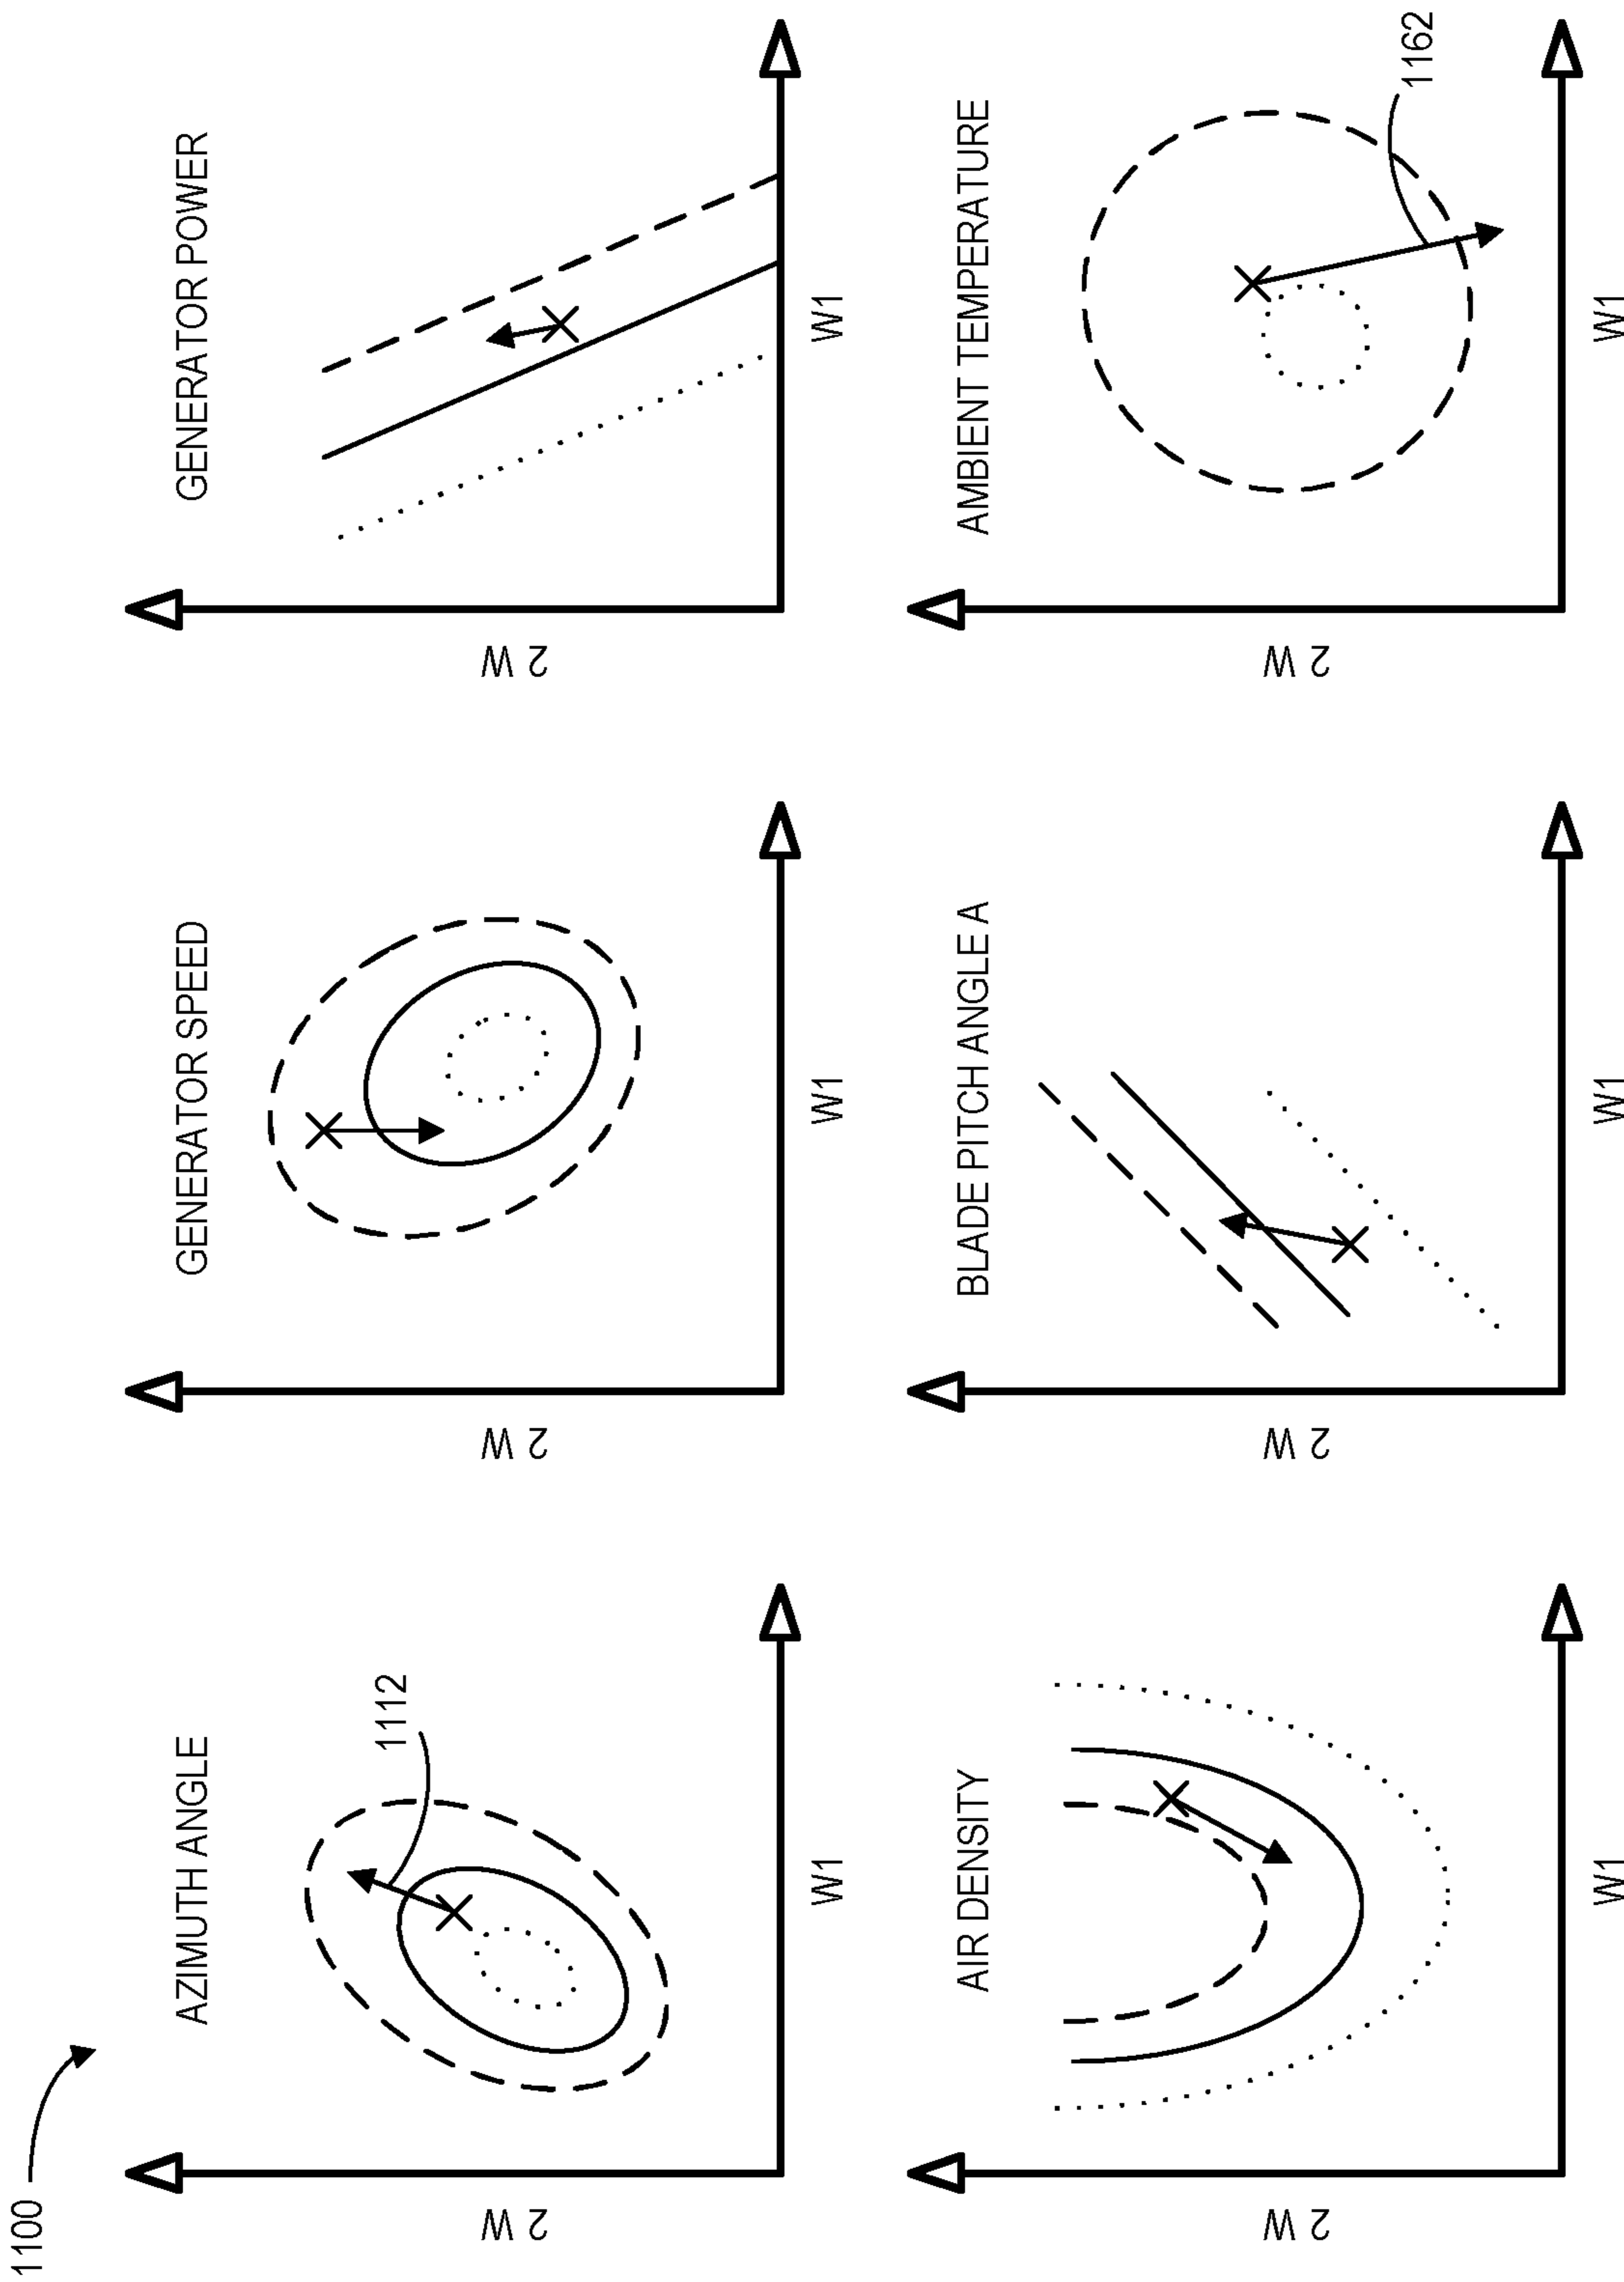 1100
AZIMUTH ANGLE
1112
2 W
W1
GENERATOR SPEED
2 W
W1
GENERATOR POWER
2 W
W1
AIR DENSITY
2 W
W1
BLADE PITCH ANGLE A
2 W
W1
AMBIENT TEMPERATURE
1162
2 W
W1